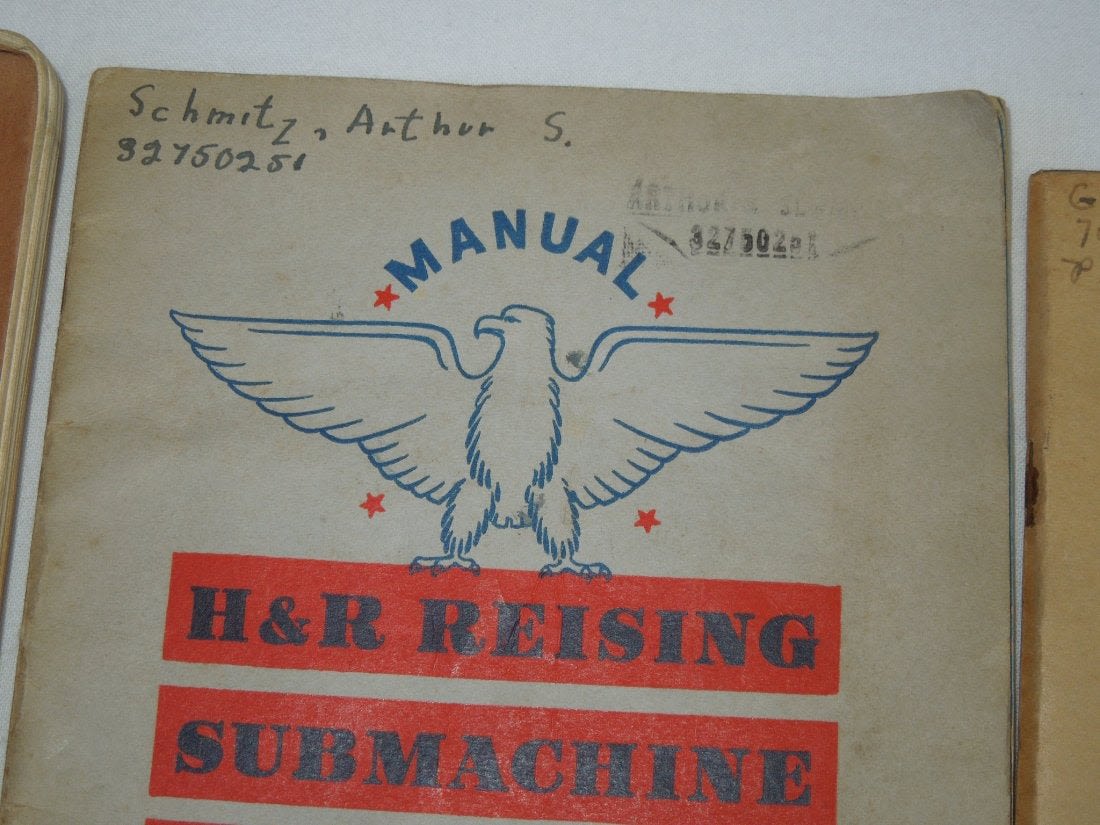 Schmitz, Arthur S.
32750251
32750251
MANUAL
H&R REISING
SUBMACHINE
G